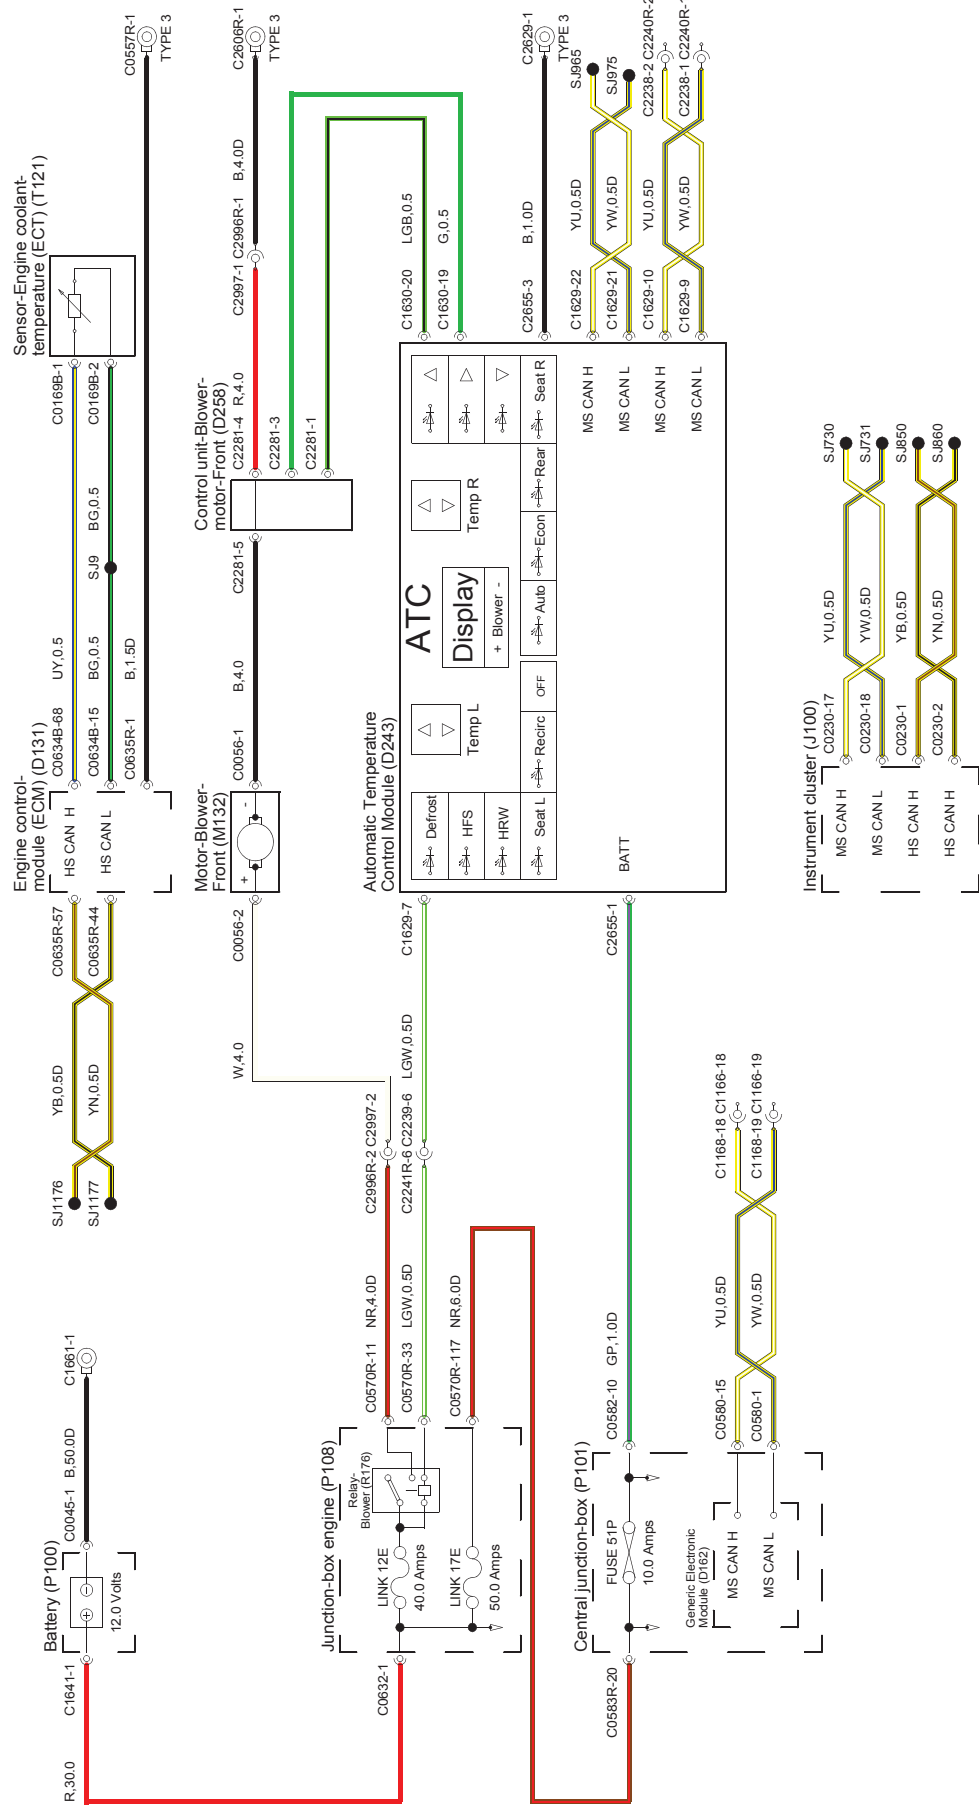 C0557R-1
TYPE 3
Sensor-Engine coolant-
temperature (ECT) (T121)
C0169B-1
C0169B-2
UY,0.5
BG,0.5
SJ9
BG,0.5
B,1.5D
C0634B-68
C0634B-15
C0635R-1
Engine control-
module (ECM) (D131)
HS CAN H
HS CAN L
C0635R-57
C0635R-44
YB,0.5D
YN,0.5D
SJ1176
SJ1177
C1661-1
B,50.0D
C0045-1
Battery (P100)
12.0 Volts
C1641-1
R,30.0
C2606R-1
TYPE 3
B,4.0D
C2996R-1
C2997-1
R,4.0
C2281-4
C2281-3
C2281-1
Control unit-Blower-
motor-Front (D258)
C2281-5
B,4.0
C0056-1
Motor-Blower-
Front (M132)
-
+
C0056-2
W,4.0
C2997-2
C2996R-2
C2239-6
C2241R-6
NR,4.0D
LGW,0.5D
LGW,0.5D
NR,6.0D
C0570R-11
C0570R-33
C0570R-117
Junction-box engine (P108)
Relay-
Blower (R176)
LINK 12E
40.0 Amps
LINK 17E
50.0 Amps
C0632-1
LGB,0.5
G,0.5
C1630-20
C1630-19
C2629-1
TYPE 3
B,1.0D
C2655-3
SJ965
SJ975
YU,0.5D
YW,0.5D
C1629-22
C1629-21
C2240R-2
C2238-2
C2240R-1
C2238-1
YU,0.5D
YW,0.5D
C1629-10
C1629-9
Automatic Temperature
Control Module (D243)
ATC
Display
+ Blower -
Temp L
Temp R
Defrost
HFS
HRW
Seat L
Recirc
OFF
Auto
Econ
Rear
Seat R
MS CAN H
MS CAN L
MS CAN H
MS CAN L
BATT
C1629-7
C2655-1
GP,1.0D
C0582-10
Central junction-box (P101)
FUSE 51P
10.0 Amps
C0583R-20
Generic Electronic
Module (D162)
MS CAN H
MS CAN L
C0580-15
C0580-1
YU,0.5D
YW,0.5D
C1168-18
C1166-18
C1168-19
C1166-19
SJ730
SJ731
SJ850
SJ860
YU,0.5D
YW,0.5D
YB,0.5D
YN,0.5D
C0230-17
C0230-18
C0230-1
C0230-2
Instrument cluster (J100)
MS CAN H
MS CAN L
HS CAN H
HS CAN H